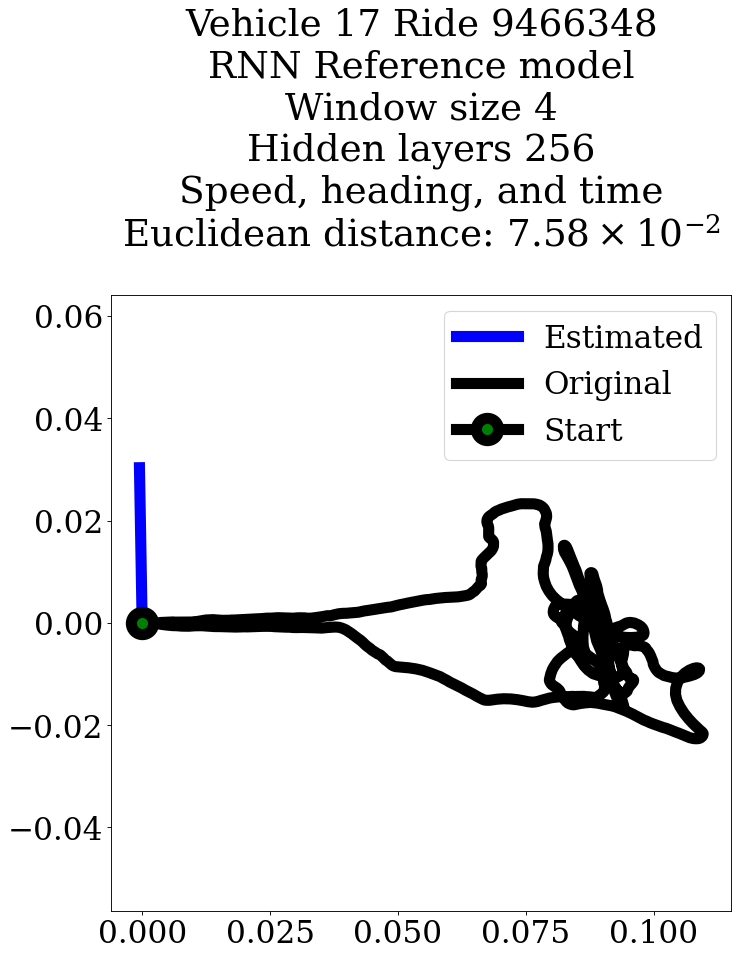 Vehicle 17 Ride 9466348
RNN Reference model
Window size 4
Hidden layers 256
Speed, heading, and time
Euclidean distance: 7.58 × 10⁻²
Estimated
Original
Start
0.06
0.04
0.02
0.00
−0.02
−0.04
0.000 0.025 0.050 0.075 0.100